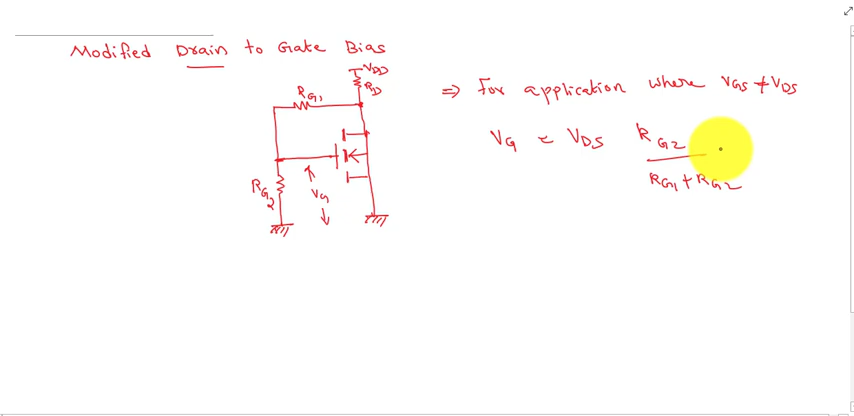 Modified Drain to Gate Bias
VDD
RD
RG1
RG2
VG
⇒ For application where VGS ≠ VDS
VG = VDS RG2
RG1 + RG2